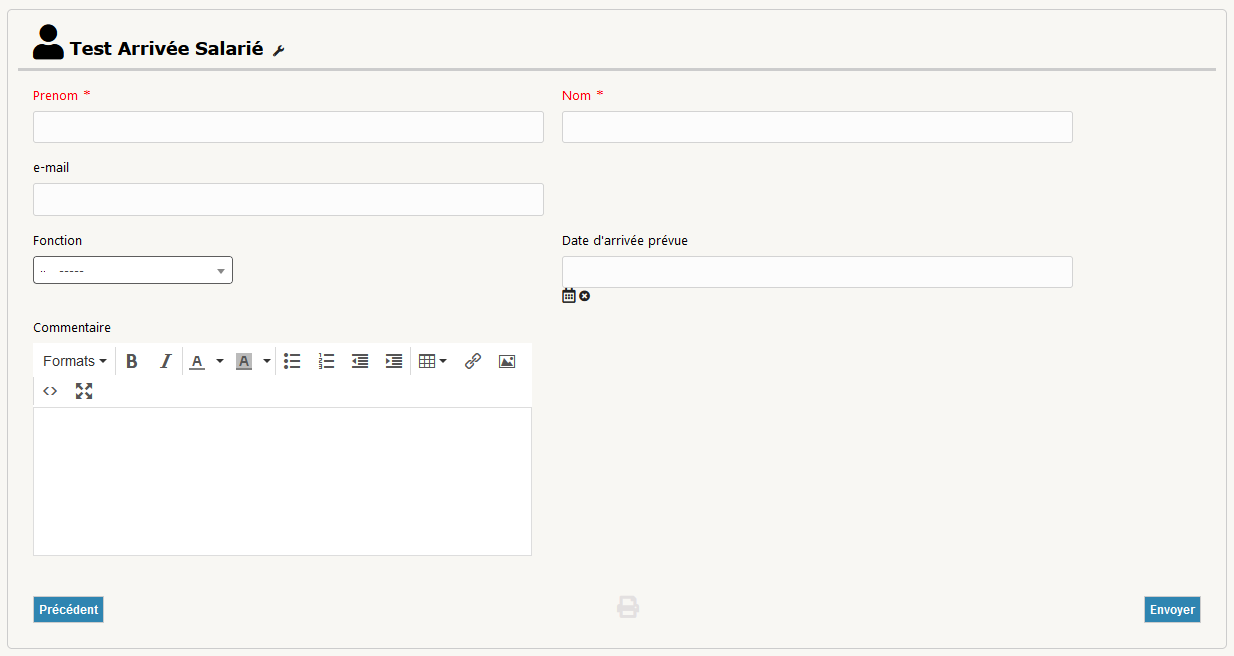 Test Arrivée Salarié
Prenom *
Nom *
e-mail
Fonction
Date d'arrivée prévue
-----
Commentaire
Formats
B I A A
Précédent
Envoyer